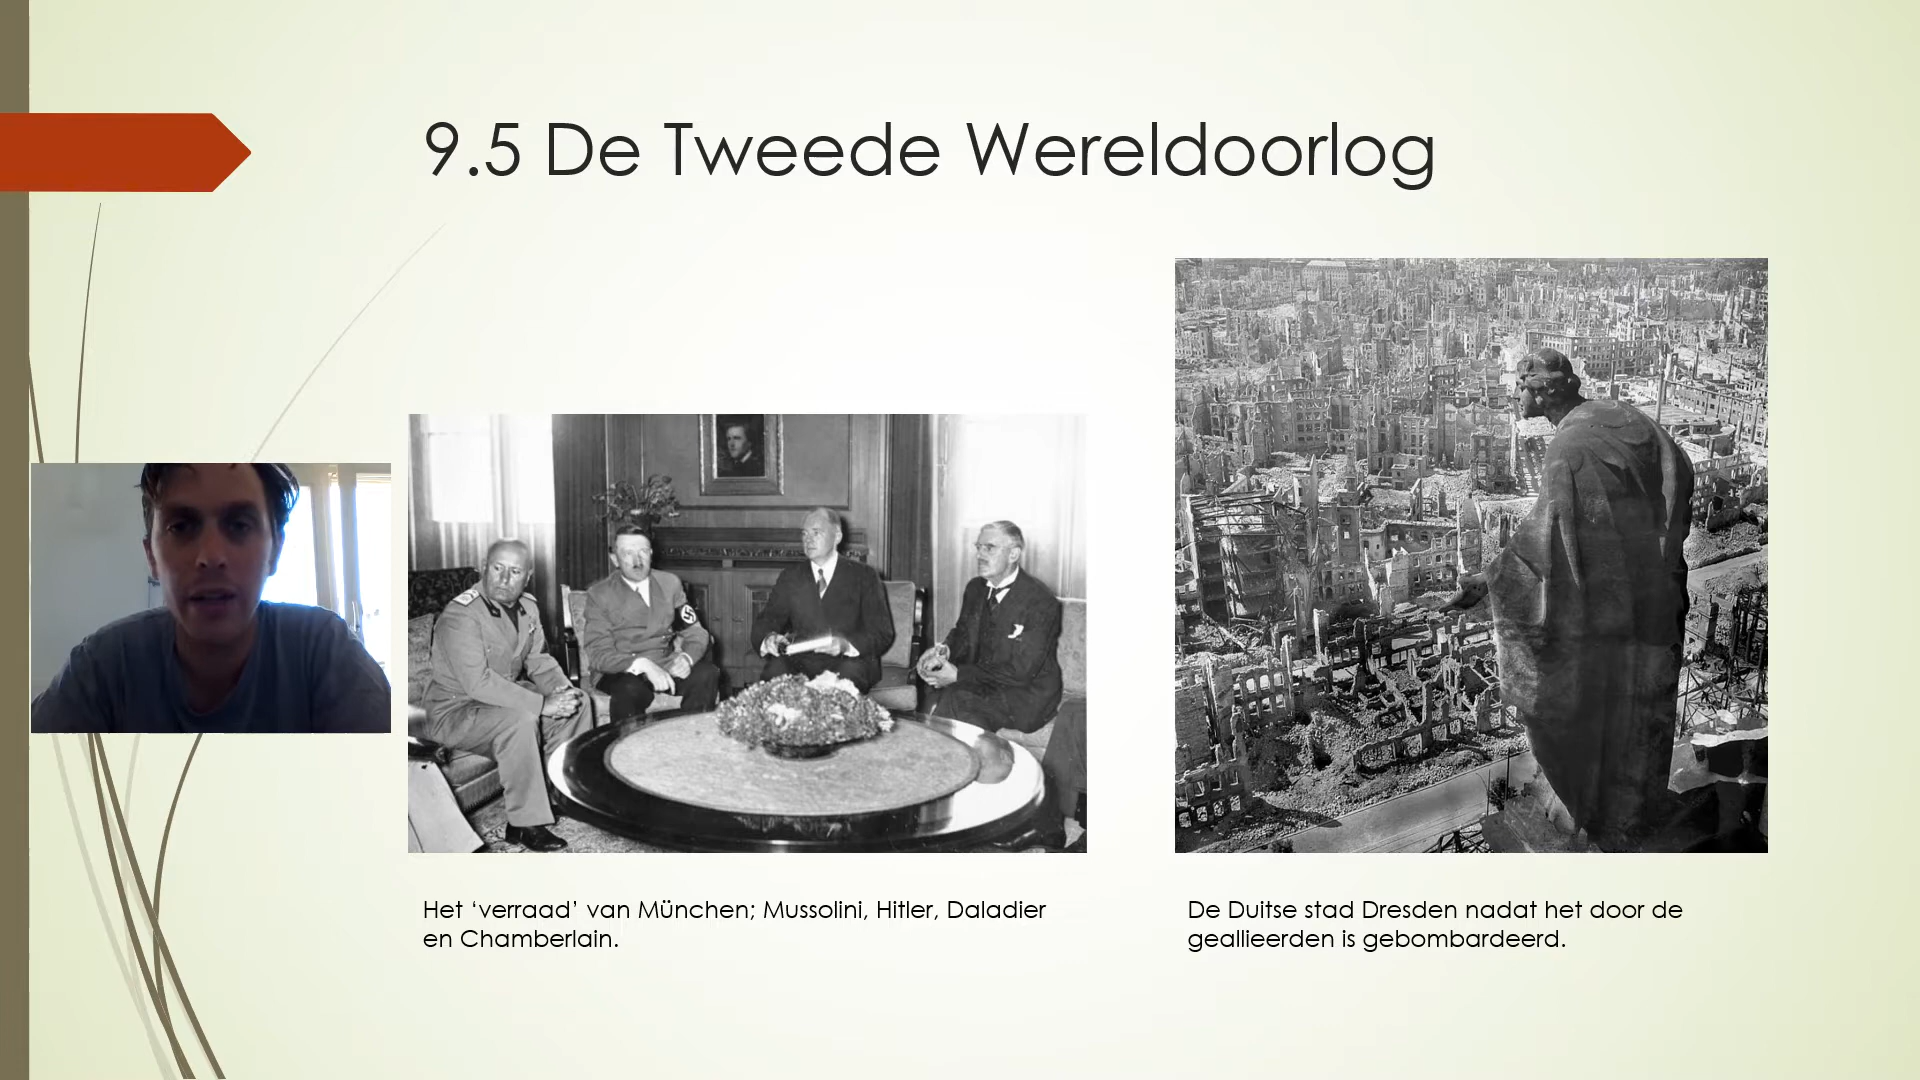 9.5 De Tweede Wereldoorlog
Het ‘verraad’ van München; Mussolini, Hitler, Daladier
en Chamberlain.
De Duitse stad Dresden nadat het door de
geallieerden is gebombardeerd.